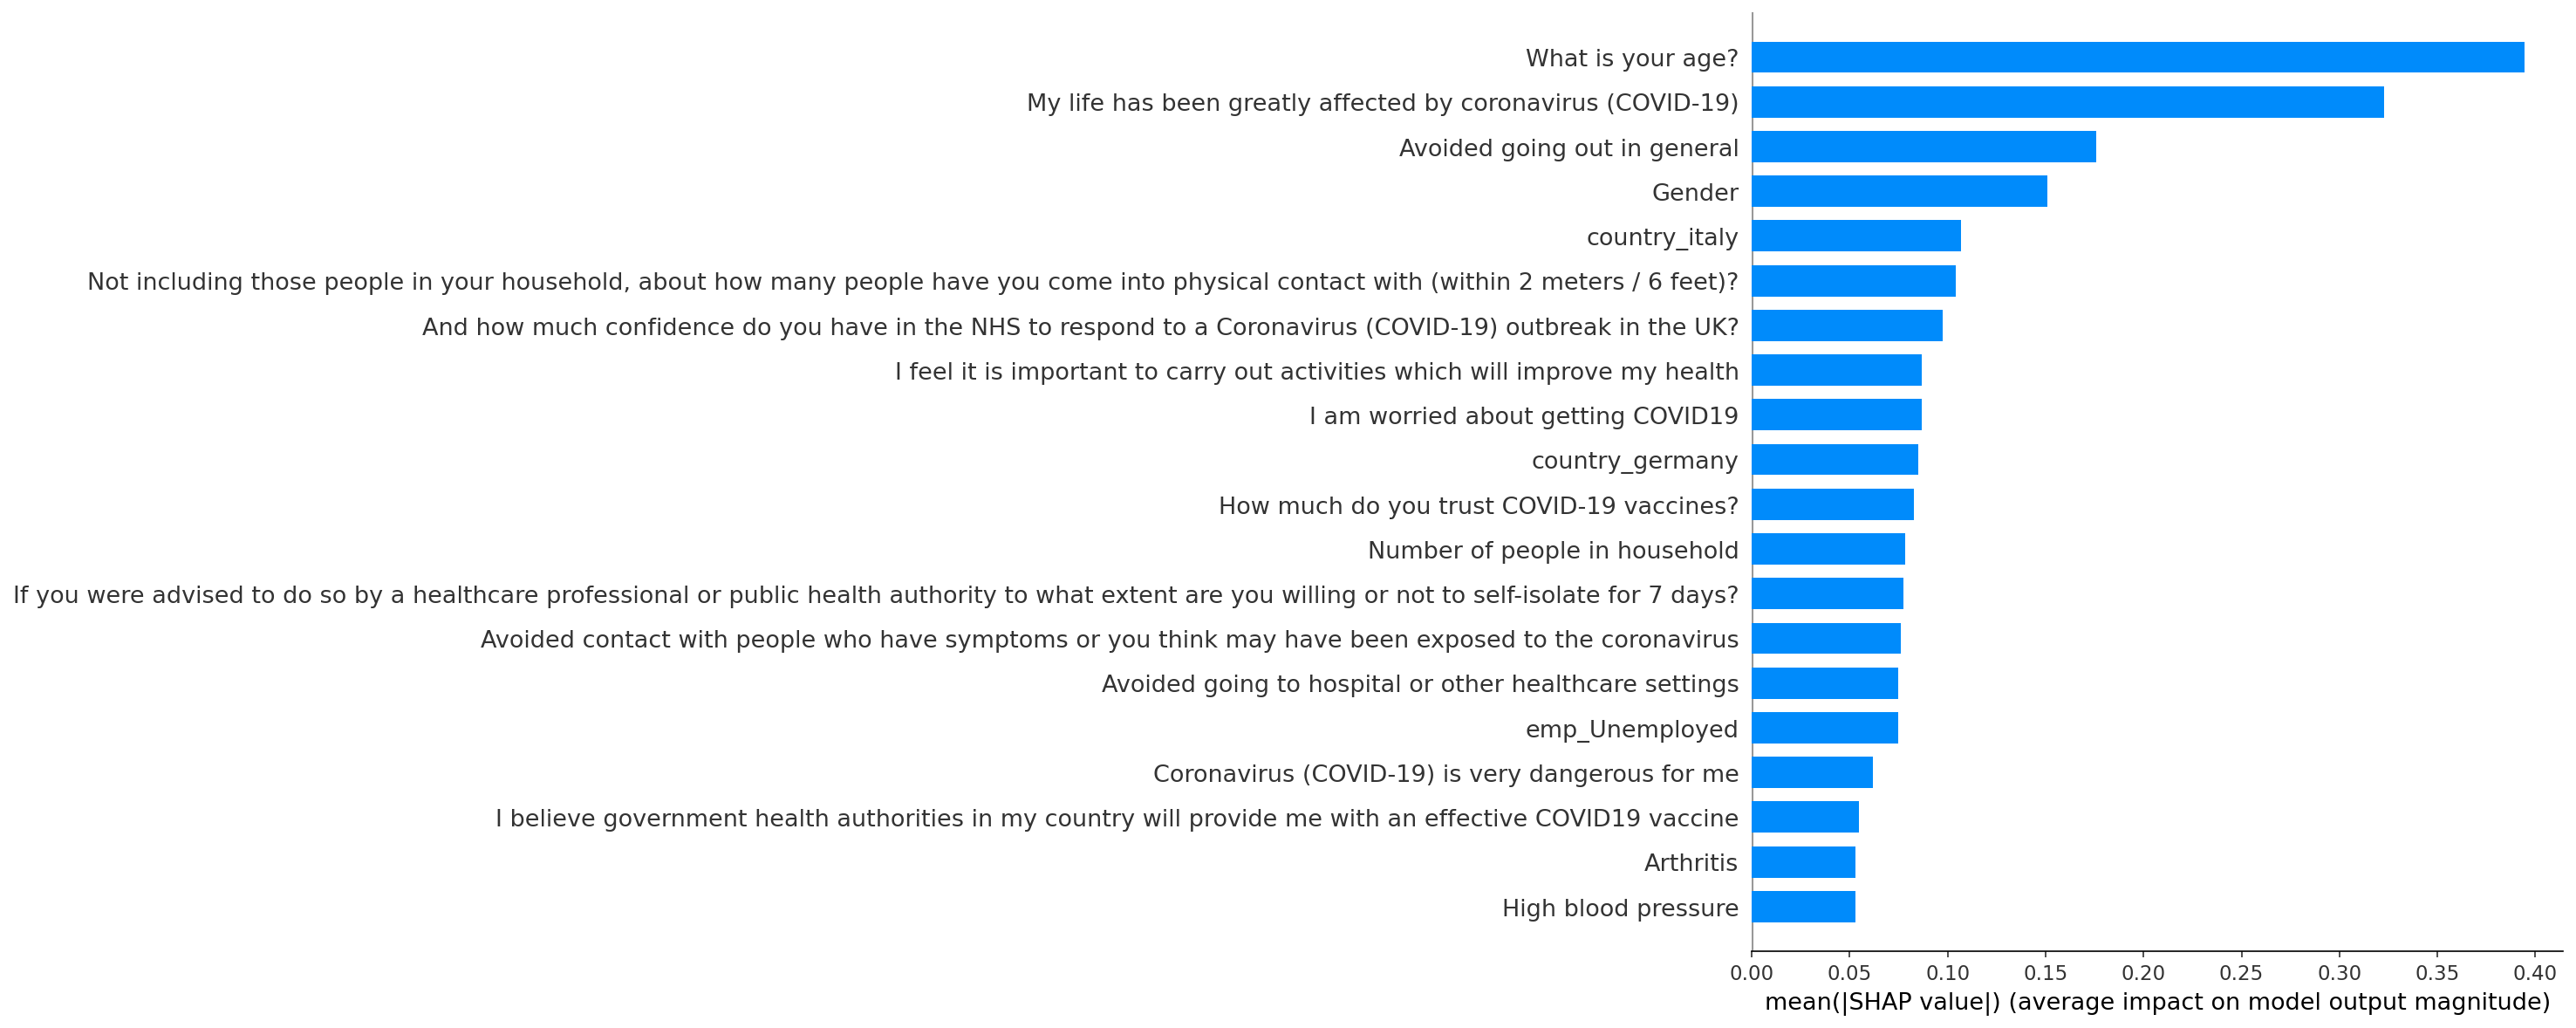 What is your age?
My life has been greatly affected by coronavirus (COVID-19)
Avoided going out in general
Gender
country_italy
Not including those people in your household, about how many people have you come into physical contact with (within 2 meters / 6 feet)?
And how much confidence do you have in the NHS to respond to a Coronavirus (COVID-19) outbreak in the UK?
I feel it is important to carry out activities which will improve my health
I am worried about getting COVID19
country_germany
How much do you trust COVID-19 vaccines?
Number of people in household
If you were advised to do so by a healthcare professional or public health authority to what extent are you willing or not to self-isolate for 7 days?
Avoided contact with people who have symptoms or you think may have been exposed to the coronavirus
Avoided going to hospital or other healthcare settings
emp_Unemployed
Coronavirus (COVID-19) is very dangerous for me
I believe government health authorities in my country will provide me with an effective COVID19 vaccine
Arthritis
High blood pressure
0.00 0.05 0.10 0.15 0.20 0.25 0.30 0.35 0.40
mean(|SHAP value|) (average impact on model output magnitude)